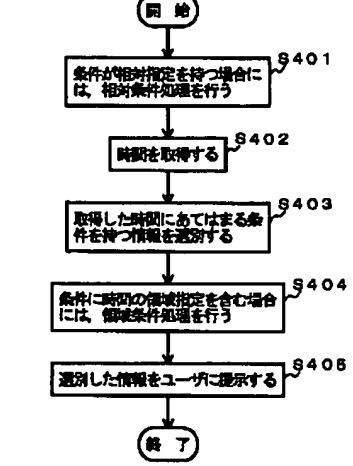 開 始
S401
条件が相対指定を持つ場合に
は、相対条件処理を行う
S402
時間を取得する
S403
取得した時間にあてはまる条
件を持つ情報を選別する
S404
条件に時間の領域指定を含む場合
には、領域条件処理を行う
S405
選別した情報をユーザに提示する
終 了